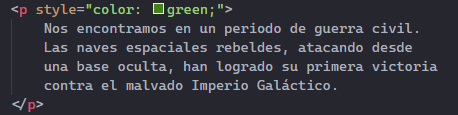 <p style="color: green;">
Nos encontramos en un periodo de guerra civil.
Las naves espaciales rebeldes, atacando desde
una base oculta, han logrado su primera victoria
contra el malvado Imperio Galáctico.
</p>